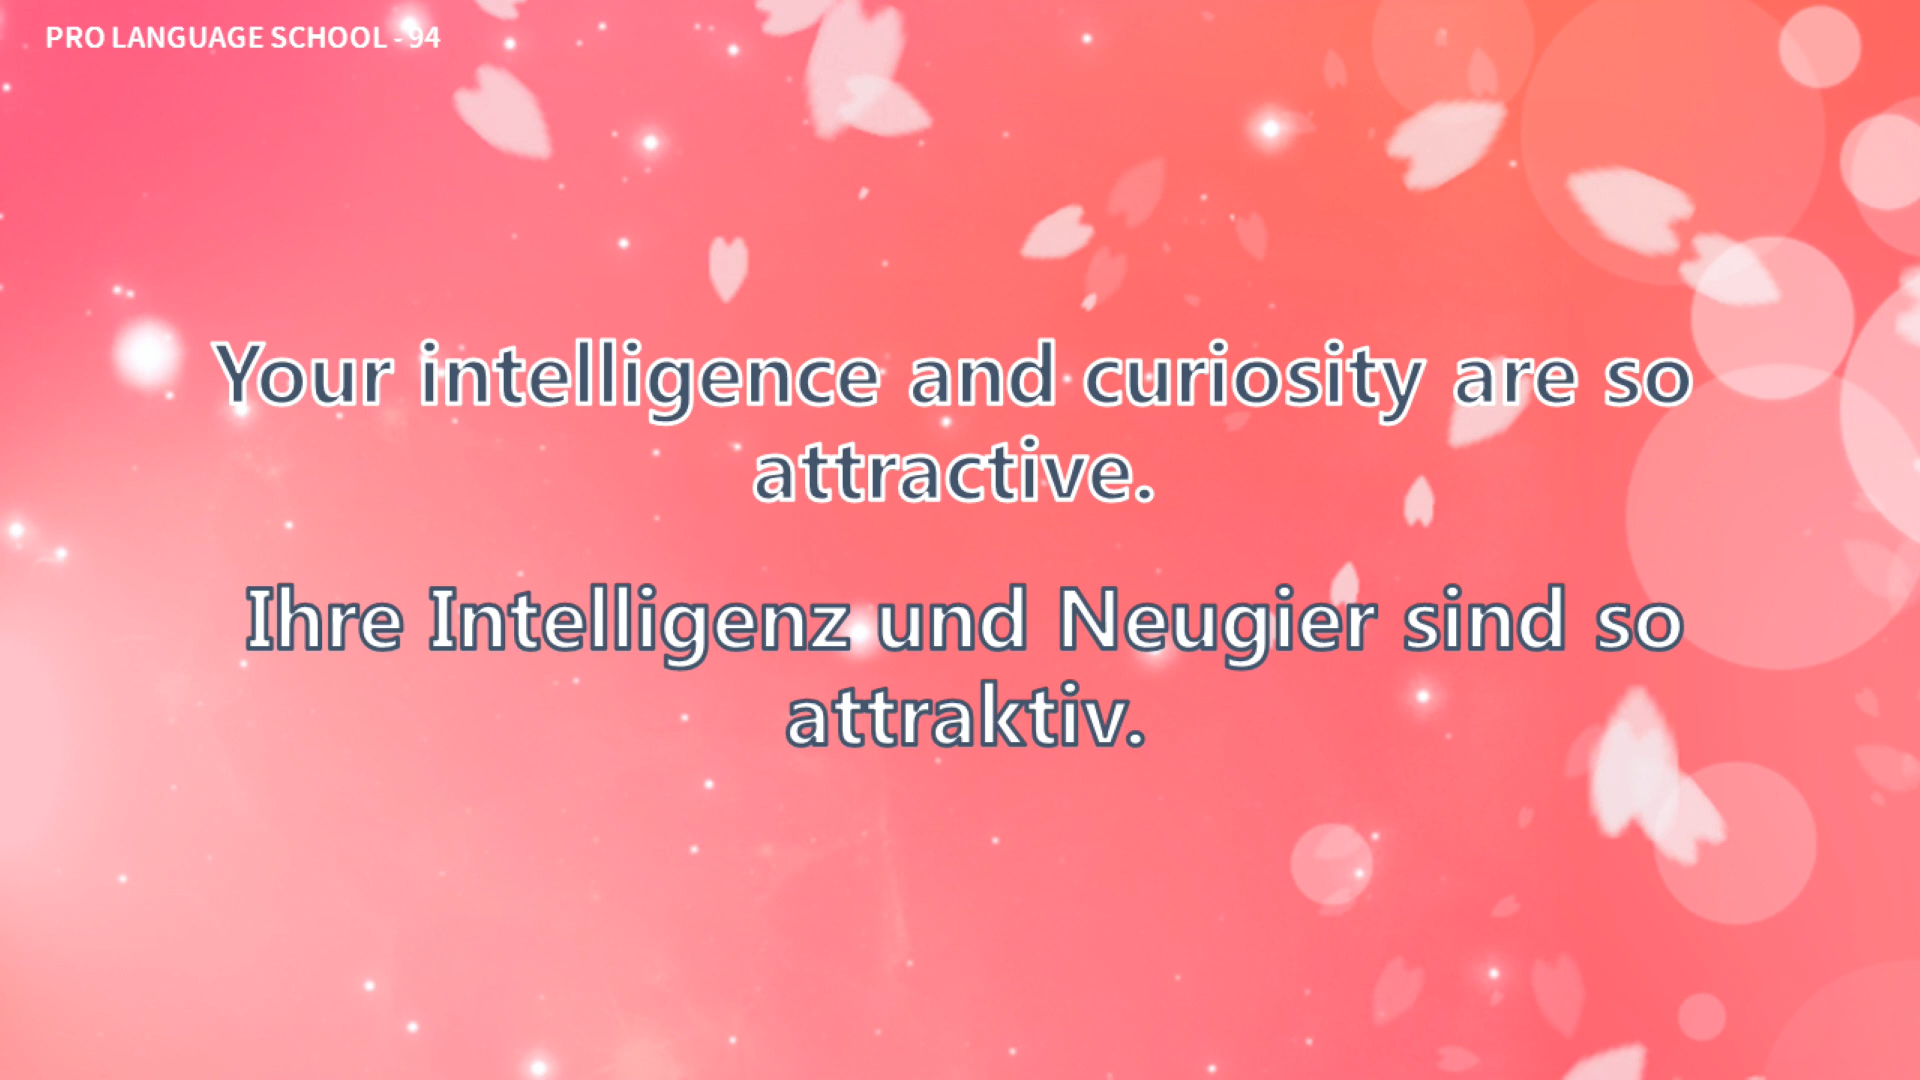 PRO LANGUAGE SCHOOL - 94
Your intelligence and curiosity are so
attractive.
Ihre Intelligenz und Neugier sind so
attraktiv.